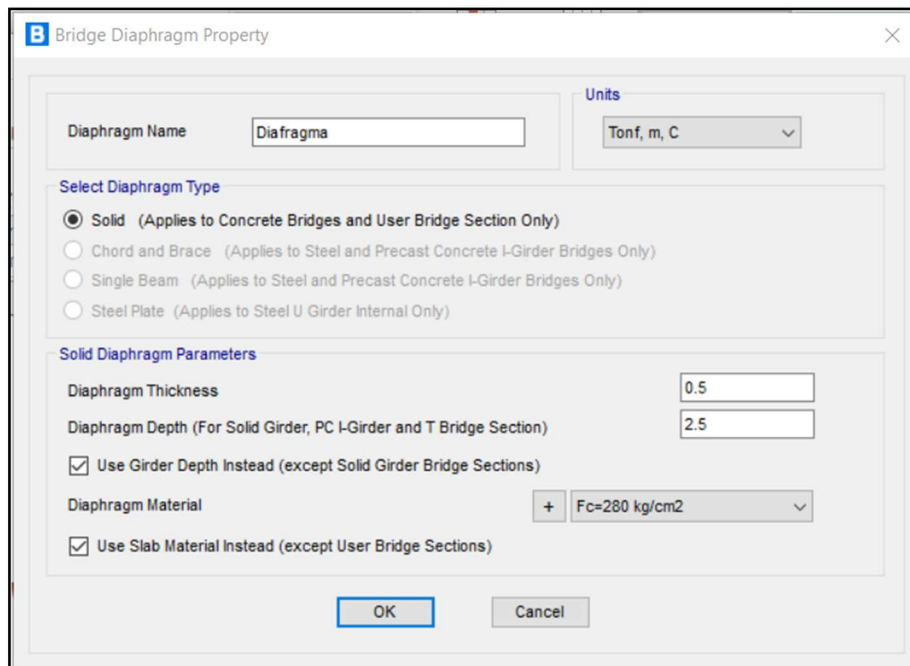 B Bridge Diaphragm Property
Units
Diaphragm Name Diafragma Tonf, m, C
Select Diaphragm Type
Solid (Applies to Concrete Bridges and User Bridge Section Only)
Chord and Brace (Applies to Steel and Precast Concrete I-Girder Bridges Only)
Single Beam (Applies to Steel and Precast Concrete I-Girder Bridges Only)
Steel Plate (Applies to Steel U Girder Internal Only)
Solid Diaphragm Parameters
Diaphragm Thickness 0.5
Diaphragm Depth (For Solid Girder, PC I-Girder and T Bridge Section) 2.5
Use Girder Depth Instead (except Solid Girder Bridge Sections)
Diaphragm Material + Fc=280 kg/cm2
Use Slab Material Instead (except User Bridge Sections)
OK Cancel